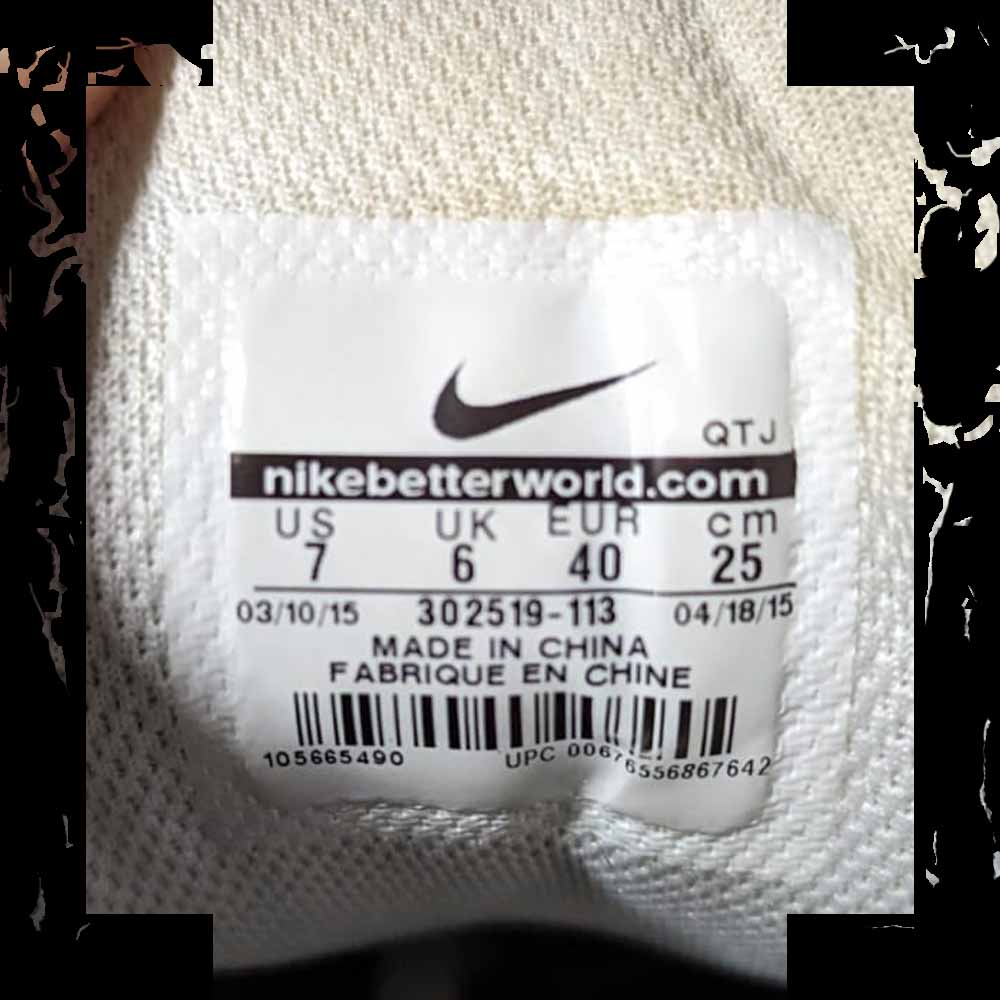 QTJ
nikebetterworld.com
US UK EUR cm
7 6 40 25
03/10/15 302519-113 04/18/15
MADE IN CHINA
FABRIQUE EN CHINE
105665490 UPC 00676556867642